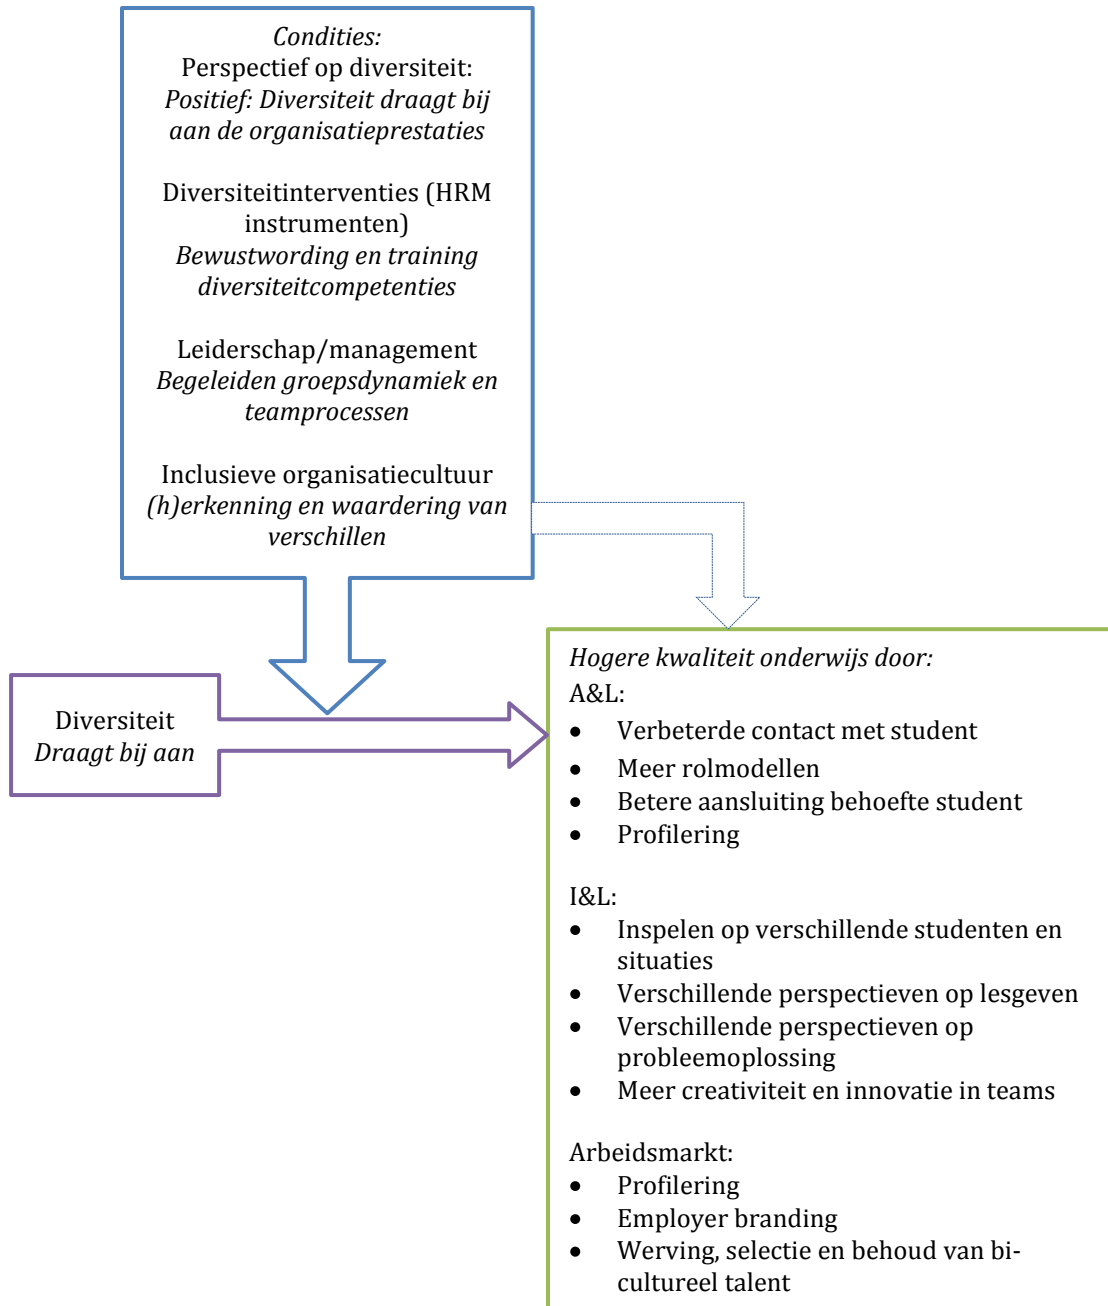 Condities:
Perspectief op diversiteit:
Positief: Diversiteit draagt bij
aan de organisatieprestaties
Diversiteitinterventies (HRM
instrumenten)
Bewustwording en training
diversiteitcompetenties
Leiderschap/management
Begeleiden groepsdynamiek en
teamprocessen
Inclusieve organisatiecultuur
(h)erkenning en waardering van
verschillen
Diversiteit
Draagt bij aan
Hogere kwaliteit onderwijs door:
A&L:
• Verbeterde contact met student
• Meer rolmodellen
• Betere aansluiting behoefte student
• Profilering
I&L:
• Inspelen op verschillende studenten en
situaties
• Verschillende perspectieven op lesgeven
• Verschillende perspectieven op
probleemoplossing
• Meer creativiteit en innovatie in teams
Arbeidsmarkt:
• Profilering
• Employer branding
• Werving, selectie en behoud van bi-
cultureel talent